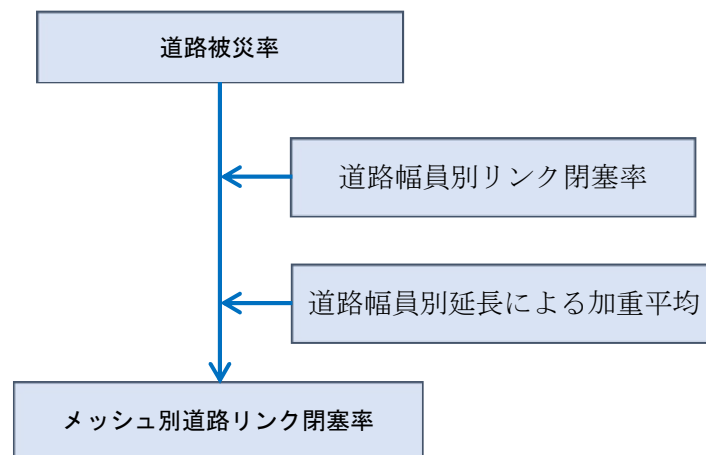 道路被災率
道路幅員別リンク閉塞率
道路幅員別延長による加重平均
メッシュ別道路リンク閉塞率